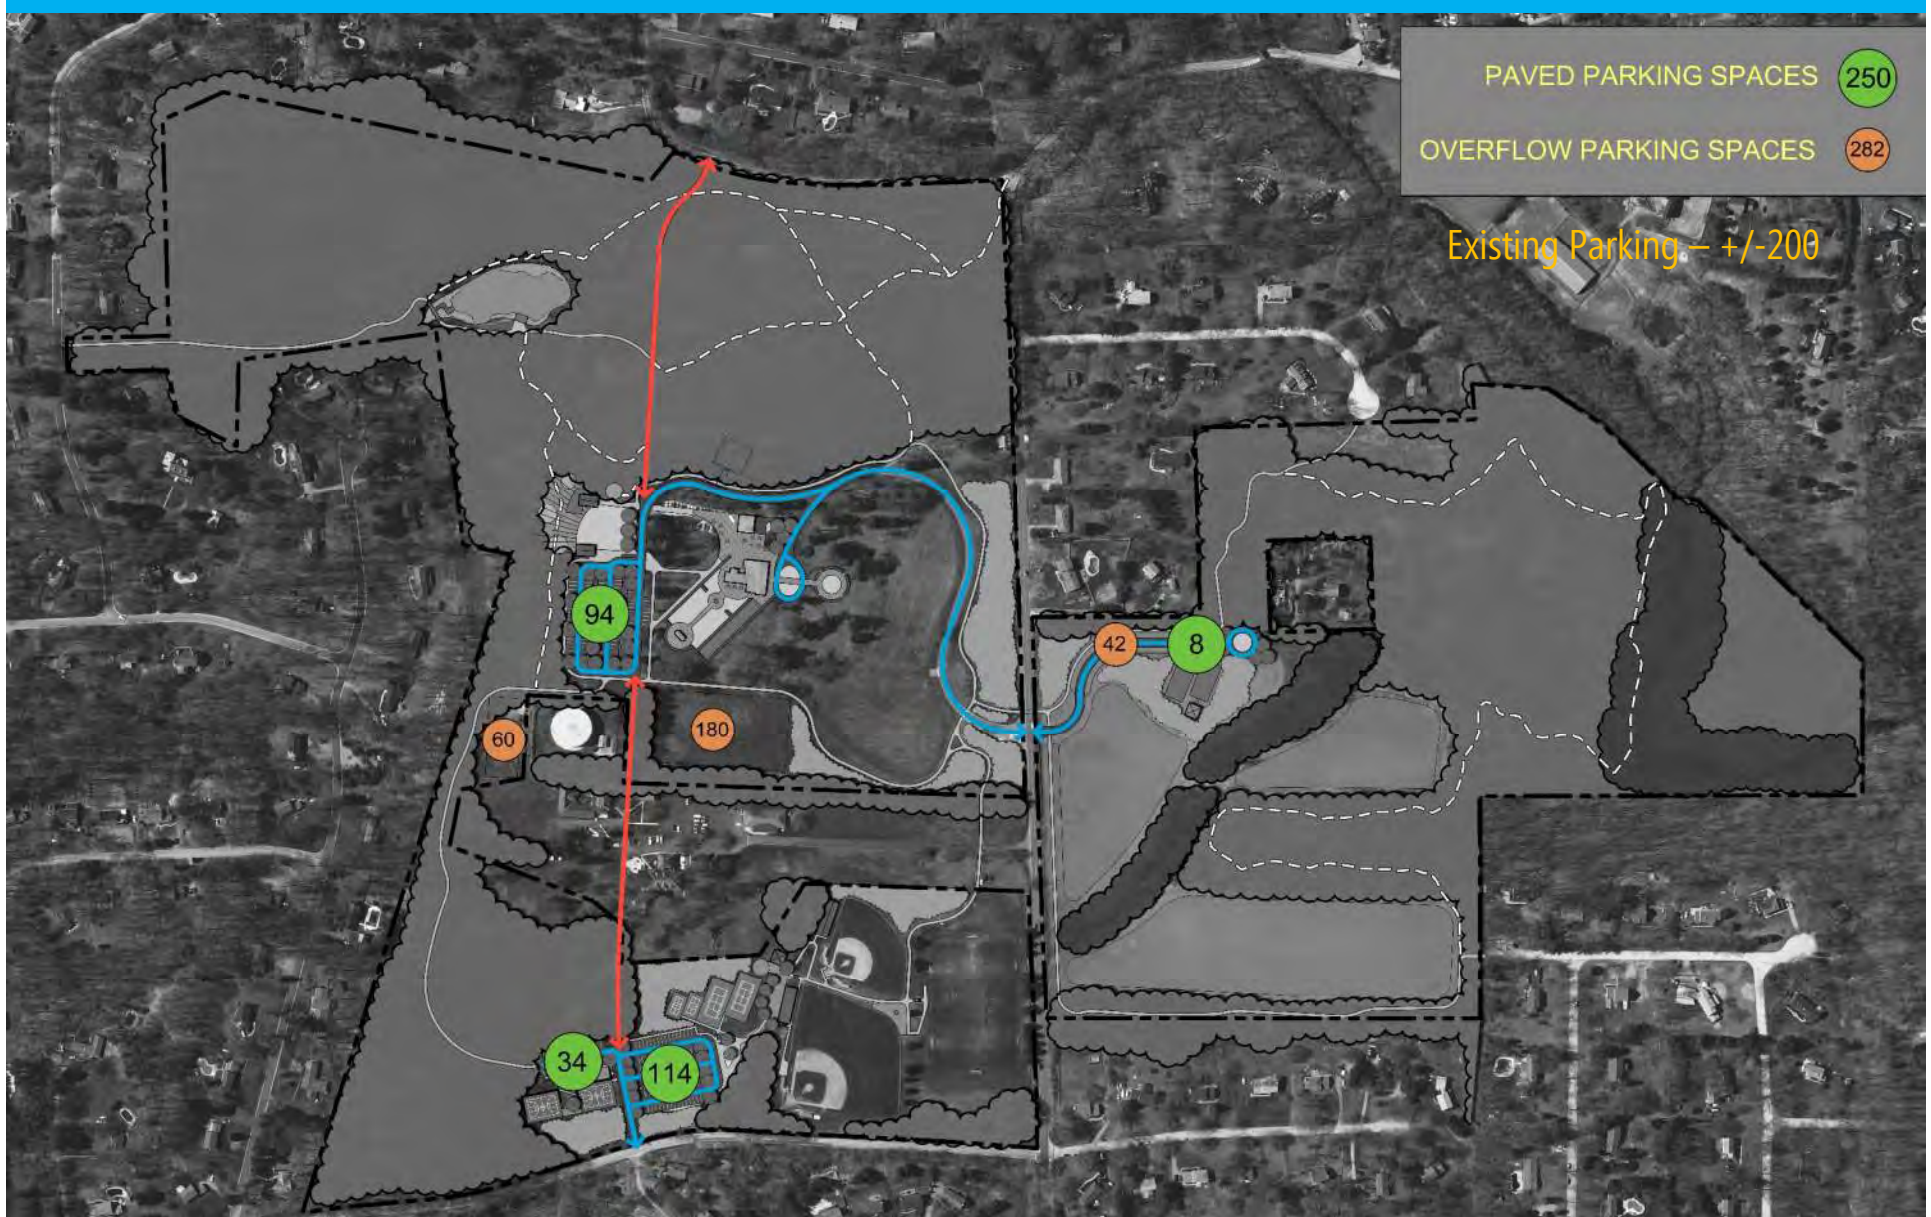 PAVED PARKING SPACES 250
OVERFLOW PARKING SPACES 282
Existing Parking – +/-200
94
42
8
60
180
34
114